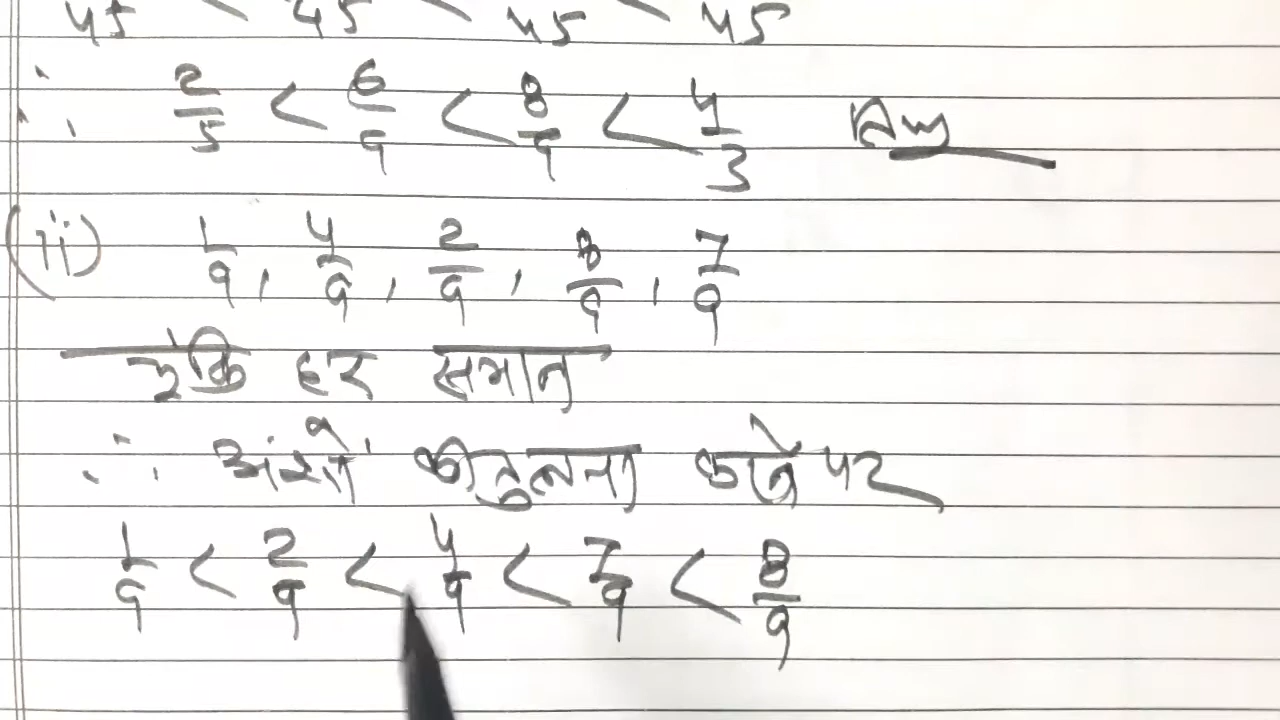 45 < 45 < 45 < 45
∴ 2/5 < 6/9 < 8/9 < 4/3 Ans
(ii) 1/9, 4/9, 2/9, 8/9, 7/9
चूंकि हर समान
∴ अंशों की तुलना करने पर
1/9 < 2/9 < 4/9 < 7/9 < 8/9